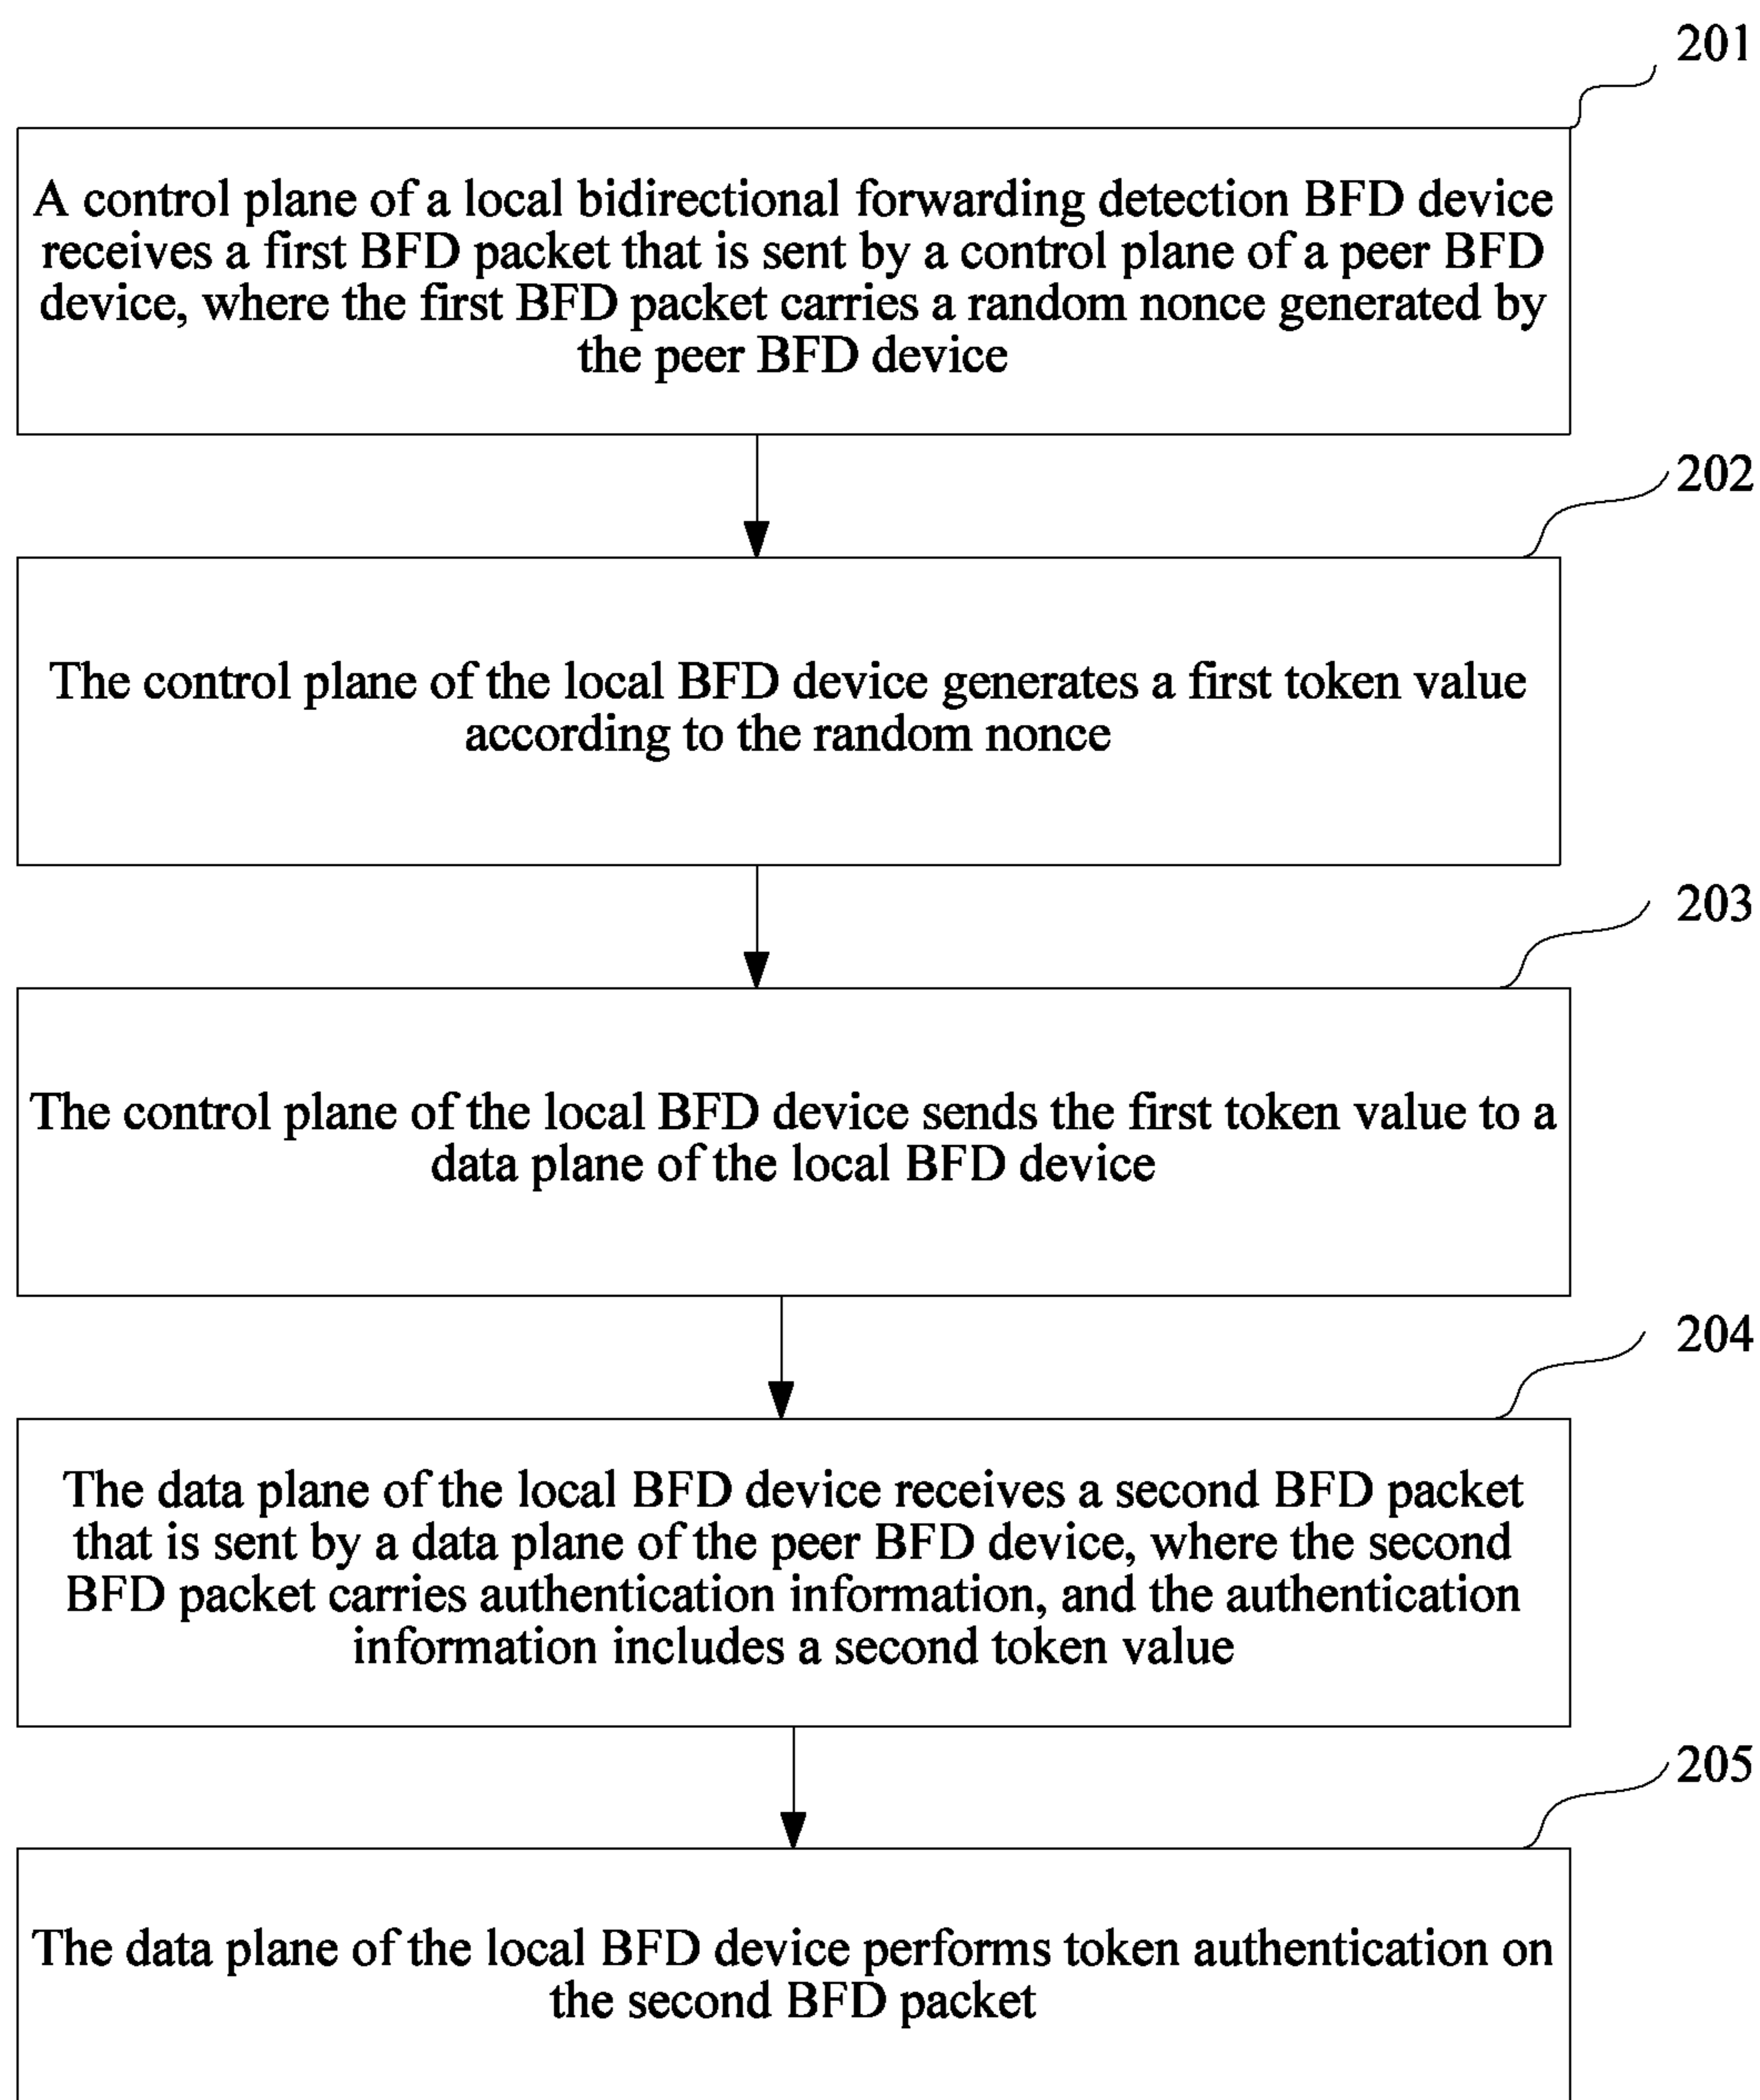 201
A control plane of a local bidirectional forwarding detection BFD device
receives a first BFD packet that is sent by a control plane of a peer BFD
device, where the first BFD packet carries a random nonce generated by
the peer BFD device
202
The control plane of the local BFD device generates a first token value
according to the random nonce
203
The control plane of the local BFD device sends the first token value to a
data plane of the local BFD device
204
The data plane of the local BFD device receives a second BFD packet
that is sent by a data plane of the peer BFD device, where the second
BFD packet carries authentication information, and the authentication
information includes a second token value
205
The data plane of the local BFD device performs token authentication on
the second BFD packet